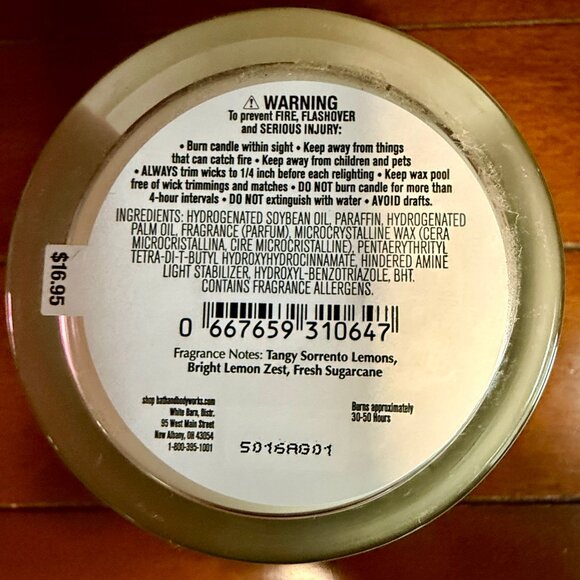 ⚠ WARNING
To prevent FIRE, FLASHOVER
and SERIOUS INJURY:
• Burn candle within sight • Keep away from things
that can catch fire • Keep away from children and pets
• ALWAYS trim wicks to 1/4 inch before each relighting • Keep wax pool
free of wick trimmings and matches • DO NOT burn candle for more than
4-hour intervals • DO NOT extinguish with water • AVOID drafts.
INGREDIENTS: HYDROGENATED SOYBEAN OIL, PARAFFIN, HYDROGENATED
PALM OIL, FRAGRANCE (PARFUM), MICROCRYSTALLINE WAX (CERA
MICROCRISTALLINA, CIRE MICROCRISTALLINE), PENTAERYTHRITYL
TETRA-DI-T-BUTYL HYDROXYHYDROCINNAMATE, HINDERED AMINE
LIGHT STABILIZER, HYDROXYL-BENZOTRIAZOLE, BHT.
CONTAINS FRAGRANCE ALLERGENS.
$16.95
0 667659 310647
Fragrance Notes: Tangy Sorrento Lemons,
Bright Lemon Zest, Fresh Sugarcane
shop bathandbodyworks.com
White Barn, Distr.
95 West Main Street
New Albany, OH 43054
1-800-395-1001
Burns approximately
30-50 Hours
5016AG01